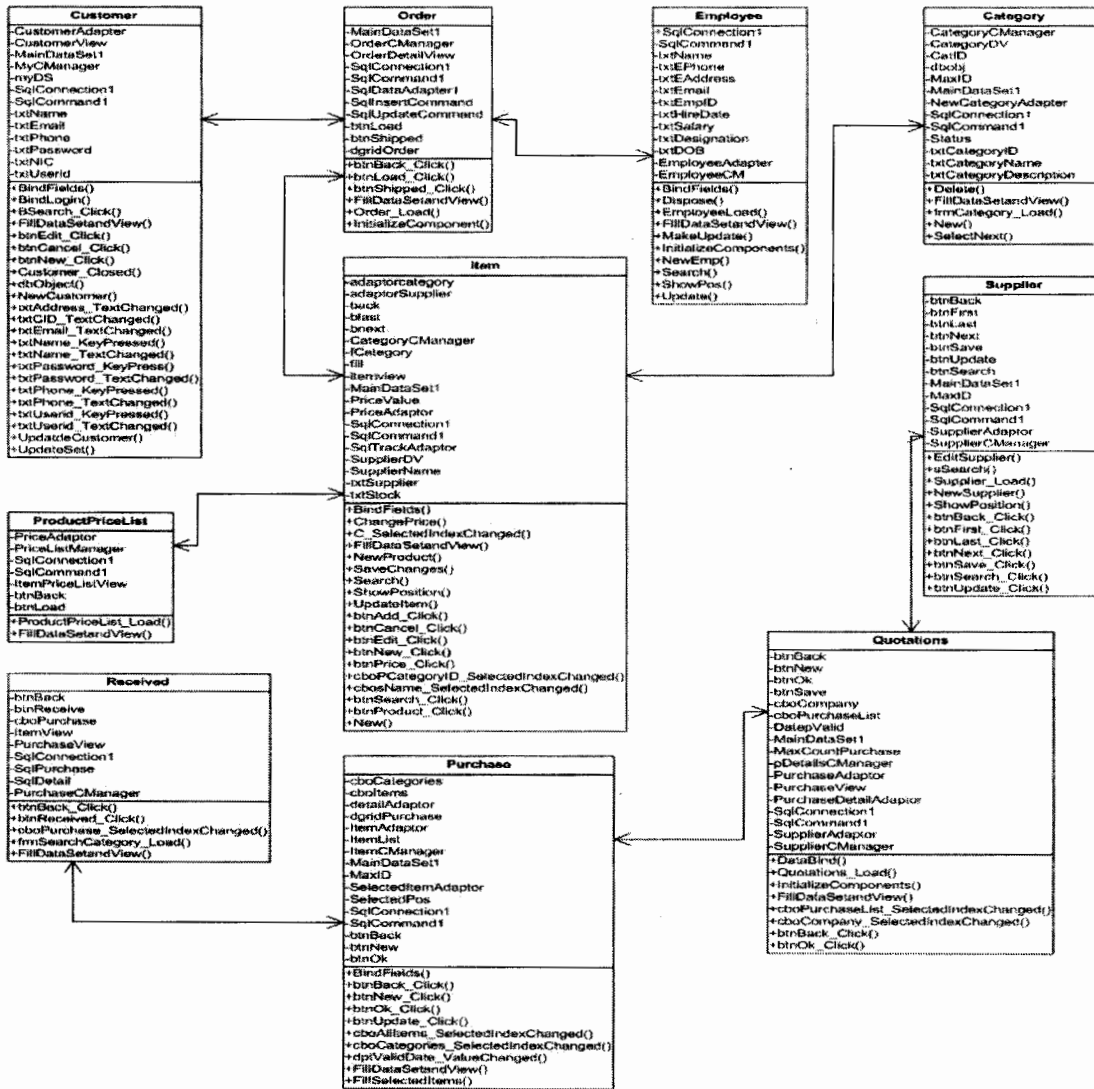 Customer
-CustomerAdapter
-CustomerView
-MainDataSet1
-MyCManager
-myDS
-SqlConnection1
-SqlCommand1
-txtName
-txtEmail
-txtPhone
-txtPassword
-txtNIC
-txtUserid
+BindFields()
+BindLogin()
+BSearch_Click()
+FillDataSetandView()
+btnEdit_Click()
+btnCancel_Click()
+btnNew_Click()
+Customer_Closed()
+dbObject()
+NewCustomer()
+txtAddress_TextChanged()
+txtCID_TextChanged()
+txtEmail_TextChanged()
+txtName_KeyPressed()
+txtName_TextChanged()
+txtPassword_KeyPress()
+txtPassword_TextChanged()
+txtPhone_KeyPressed()
+txtPhone_TextChanged()
+txtUserid_KeyPressed()
+txtUserid_TextChanged()
+UpdadeCustomer()
+UpdateSet()
Order
-MainDataSet1
-OrderCManager
-OrderDetailView
-SqlConnection1
-SqlCommand1
-SqlDataAdapter1
-SqlInsertCommand
-SqlUpdateCommand
-btnLoad
-btnShipped
-dgridOrder
+btnBack_Click()
+btnLoad_Click()
+btnShipped_Click()
+FillDataSetandView()
+Order_Load()
+InitializeComponent()
Employee
+SqlConnection1
-SqlCommand1
-txtName
-txtEPhone
-txtEAddress
-txtEmail
-txtEmpID
-txtHireDate
-txtSalary
-txtDesignation
-txtDOB
-EmployeeAdapter
-EmployeeCM
+BindFields()
+Dispose()
+EmployeeLoad()
+FillDataSetandView()
+MakeUpdate()
+InitializeComponents()
+NewEmp()
+Search()
+ShowPos()
+Update()
Category
-CategoryCManager
-CategoryDV
-CatID
-dbobj
-MaxID
-MainDataSet1
-NewCategoryAdapter
-SqlConnection1
-SqlCommand1
-Status
-txtCategoryID
-txtCategoryName
-txtCategoryDescription
+Delete()
+FillDataSetandView()
+frmCategory_Load()
+New()
+SelectNext()
Item
-adaptorcategory
-adaptorSupplier
-back
-blast
-bnext
-CategoryCManager
-fCategory
-fill
-itemview
-MainDataSet1
-PriceValue
-PriceAdaptor
-SqlConnection1
-SqlCommand1
-SqlTrackAdaptor
-SupplierDV
-SupplierName
-txtSupplier
-txtStock
+BindFields()
+ChangePrice()
+C_SelectedIndexChanged()
+FillDataSetandView()
+NewProduct()
+SaveChanges()
+Search()
+ShowPosition()
+UpdateItem()
+btnAdd_Click()
+btnCancel_Click()
+btnEdit_Click()
+btnNew_Click()
+btnPrice_Click()
+cboPCategoryID_SelectedIndexChanged()
+cbosName_SelectedIndexChanged()
+btnSearch_Click()
+btnProduct_Click()
+New()
Supplier
-btnBack
-btnFirst
-btnLast
-btnNext
-btnSave
-btnUpdate
-btnSearch
-MainDataSet1
-MaxID
-SqlConnection1
-SqlCommand1
-SupplierAdaptor
-SupplierCManager
+EditSupplier()
+sSearch()
+Supplier_Load()
+NewSupplier()
+ShowPosition()
+btnBack_Click()
+btnFirst_Click()
+btnLast_Click()
+btnNext_Click()
+btnSave_Click()
+btnSearch_Click()
+btnUpdate_Click()
ProductPriceList
-PriceAdaptor
-PriceListManager
-SqlConnection1
-SqlCommand1
-ItemPriceListView
-btnBack
-btnLoad
+ProductPriceList_Load()
+FillDataSetandView()
Received
-btnBack
-btnReceive
-cboPurchase
-ItemView
-PurchaseView
-SqlConnection1
-SqlPurchase
-SqlDetail
-PurchaseCManager
+btnBack_Click()
+btnReceived_Click()
+cboPurchase_SelectedIndexChanged()
+frmSearchCategory_Load()
+FillDataSetandView()
Purchase
-cboCategories
-cboItems
-detailAdaptor
-dgridPurchase
-ItemAdaptor
-ItemList
-ItemCManager
-MainDataSet1
-MaxID
-SelectedItemAdaptor
-SelectedPos
-SqlConnection1
-SqlCommand1
-btnBack
-btnNew
-btnOk
+BindFields()
+btnBack_Click()
+btnNew_Click()
+btnOk_Click()
+btnUpdate_Click()
+cboAllItems_SelectedIndexChanged()
+cboCategories_SelectedIndexChanged()
+dptValidDate_ValueChanged()
+FillDataSetandView()
+FillSelectedItems()
Quotations
-btnBack
-btnNew
-btnOk
-btnSave
-cboCompany
-cboPurchaseList
-DatepValid
-MainDataSet1
-MaxCountPurchase
-pDetailsCManager
-PurchaseAdaptor
-PurchaseView
-PurchaseDetailAdaptor
-SqlConnection1
-SqlCommand1
-SupplierAdaptor
-SupplierCManager
+DataBind()
+Quotations_Load()
+InitializeComponents()
+FillDataSetandView()
+cboPurchaseList_SelectedIndexChanged()
+cboCompany_SelectedIndexChanged()
+btnBack_Click()
+btnOk_Click()